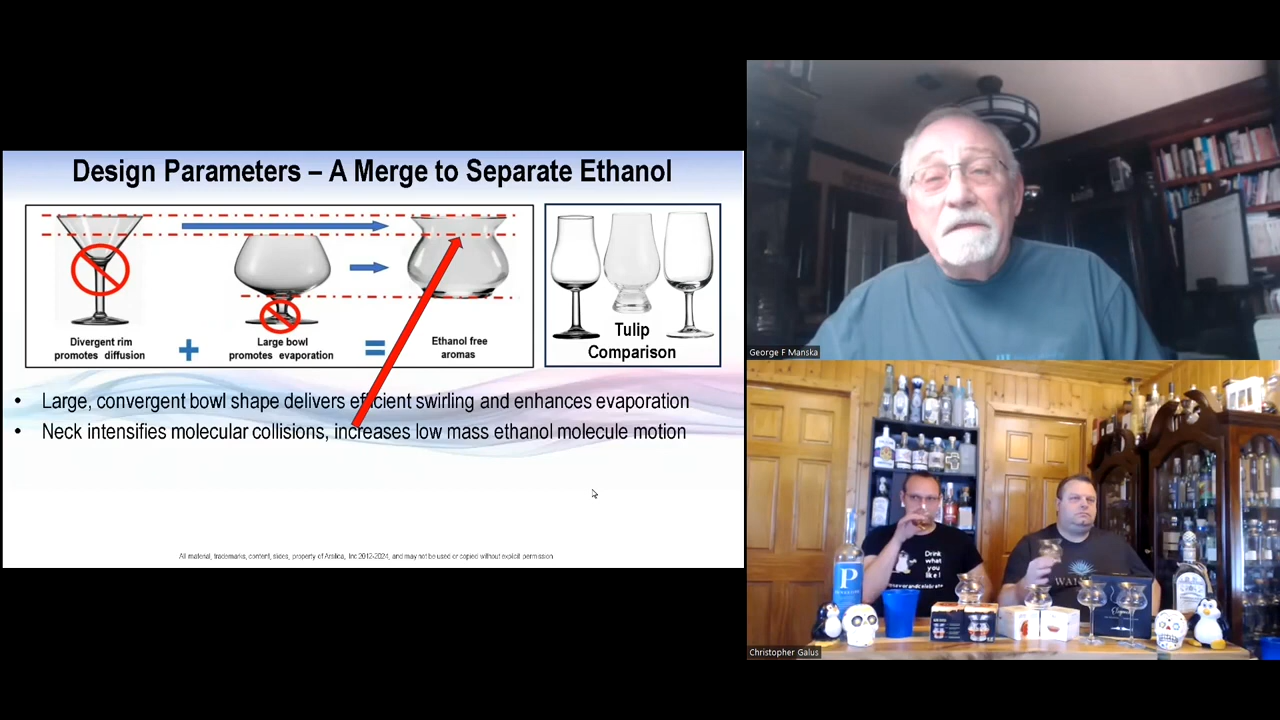 Design Parameters – A Merge to Separate Ethanol
Divergent rim
promotes diffusion
+
Large bowl
promotes evaporation
=
Ethanol free
aromas
Tulip
Comparison
• Large, convergent bowl shape delivers efficient swirling and enhances evaporation
• Neck intensifies molecular collisions, increases low mass ethanol molecule motion
All material, trademarks, content, slides, property of Arsilica, Inc 2012-2024, and may not be used or copied without explicit permission
George F Manska
Drink
what
you
like!
P
Christopher Galus